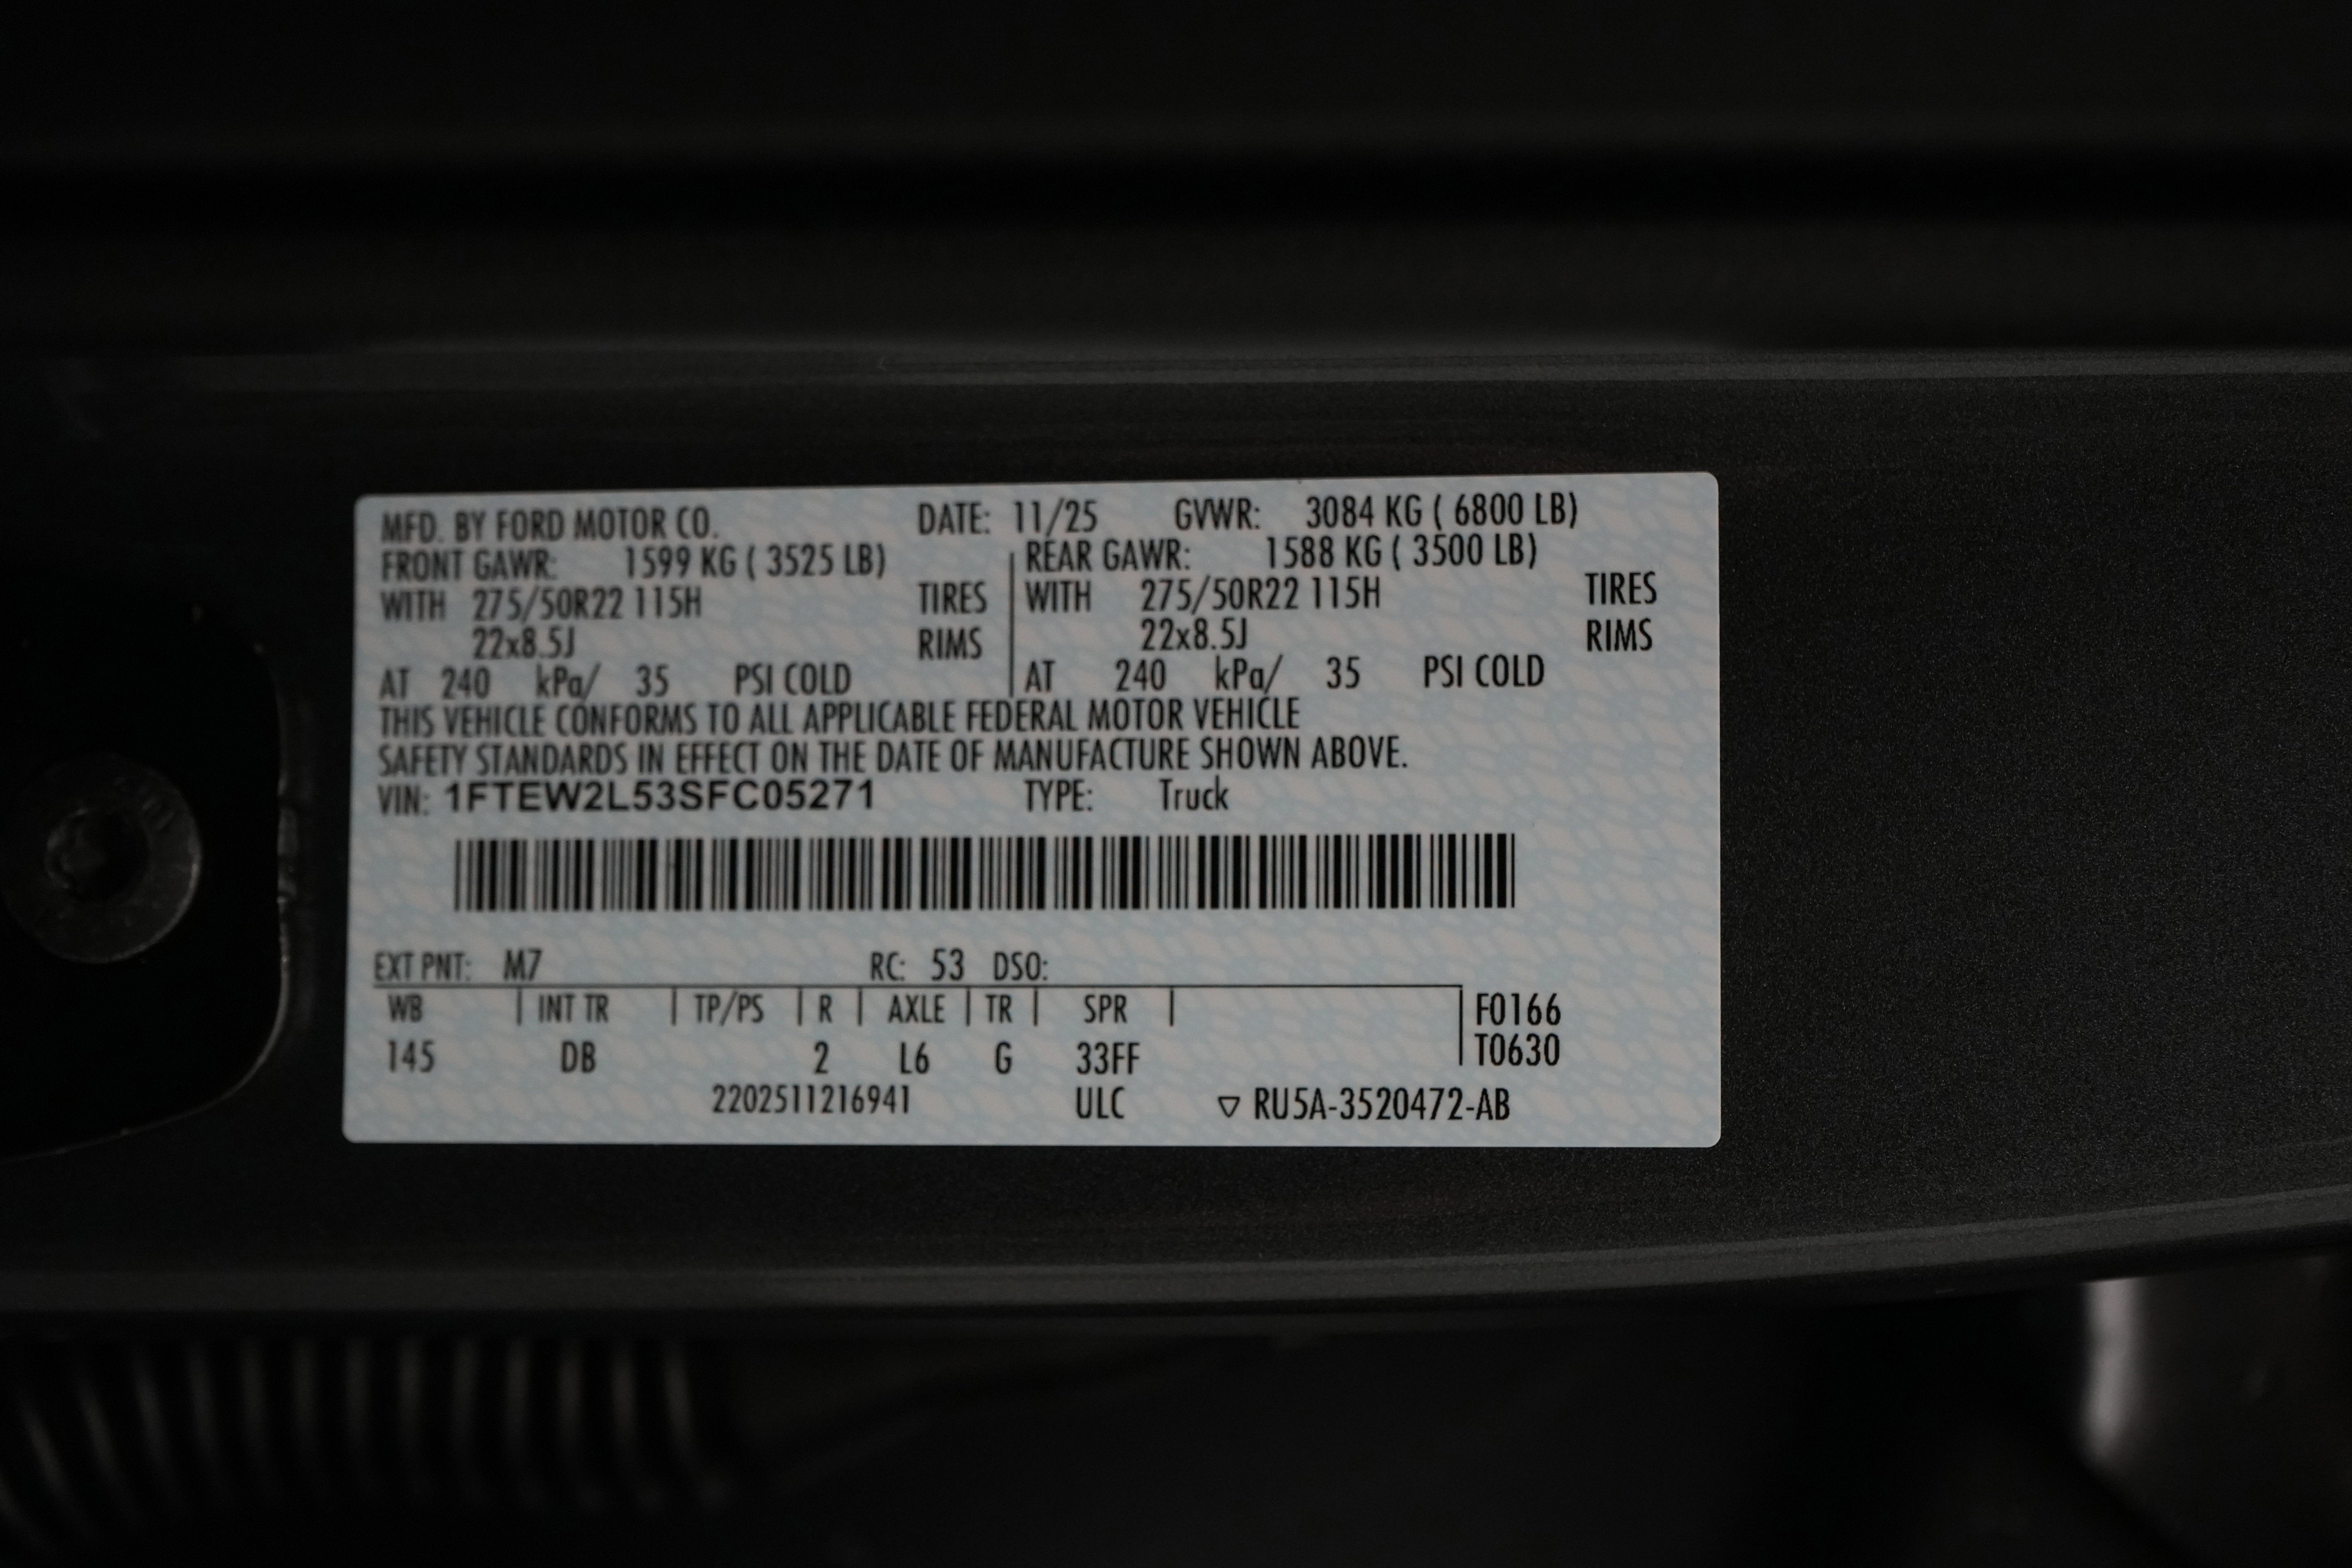 MFD. BY FORD MOTOR CO. DATE: 11/25 GVWR: 3084 KG ( 6800 LB)
FRONT GAWR: 1599 KG ( 3525 LB) REAR GAWR: 1588 KG ( 3500 LB)
WITH 275/50R22 115H TIRES WITH 275/50R22 115H TIRES
22x8.5J RIMS 22x8.5J RIMS
AT 240 kPa/ 35 PSI COLD AT 240 kPa/ 35 PSI COLD
THIS VEHICLE CONFORMS TO ALL APPLICABLE FEDERAL MOTOR VEHICLE
SAFETY STANDARDS IN EFFECT ON THE DATE OF MANUFACTURE SHOWN ABOVE.
VIN: 1FTEW2L53SFC05271 TYPE: Truck
EXT PNT: M7 RC: 53 DSO:
WB INT TR TP/PS R AXLE TR SPR F0166
145 DB 2 L6 G 33FF T0630
2202511216941 ULC ▽ RU5A-3520472-AB